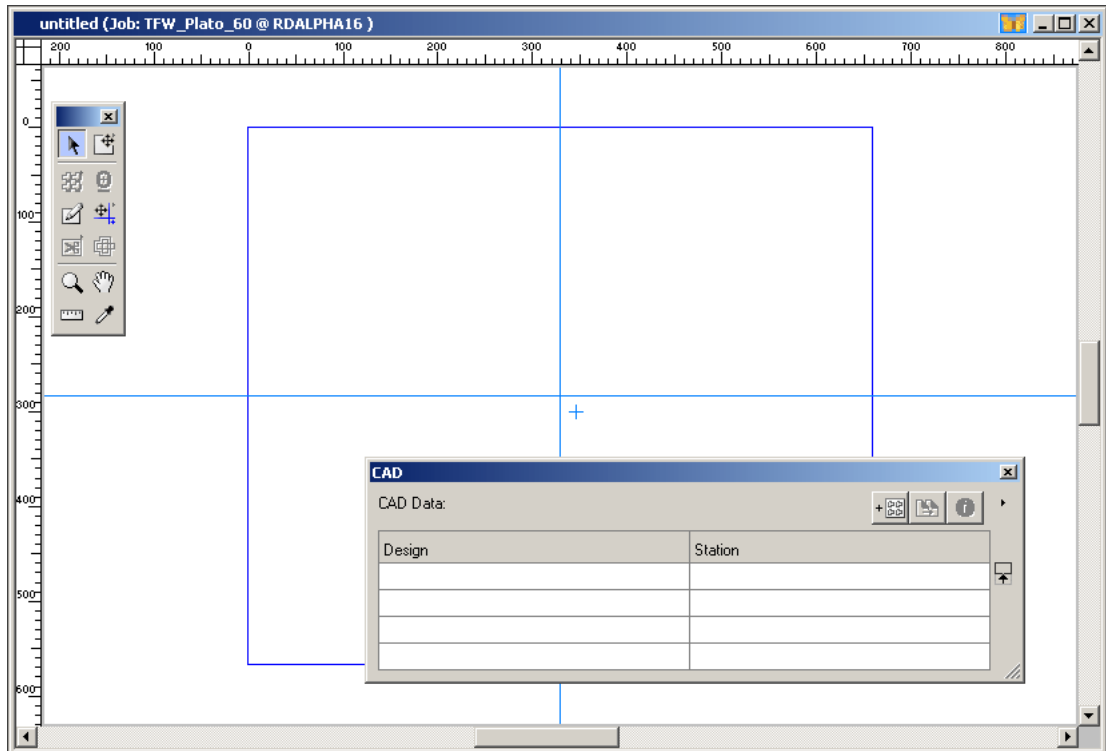 untitled (Job: TFW_Plato_60 @ RDALPHA16 )
200 100 0 100 200 300 400 500 600 700 800
0
100
200
300
400
500
600
CAD
CAD Data:
Design Station